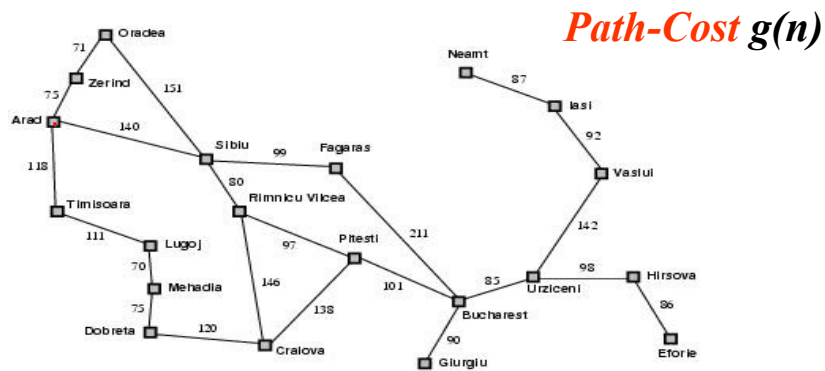 Path-Cost g(n)
Oradea
Neamt
71
87
Zerind
151
Iasi
75
Arad
140
92
Sibiu
Fagaras
99
118
Vaslui
80
Timisoara
Rimnicu Vilcea
111
Lugoj
97
Pitesti
211
142
70
98
Hirsova
Mehadia
146
101
85
Urziceni
75
138
86
Bucharest
Dobreta
120
90
Craiova
Eforie
Giurgiu